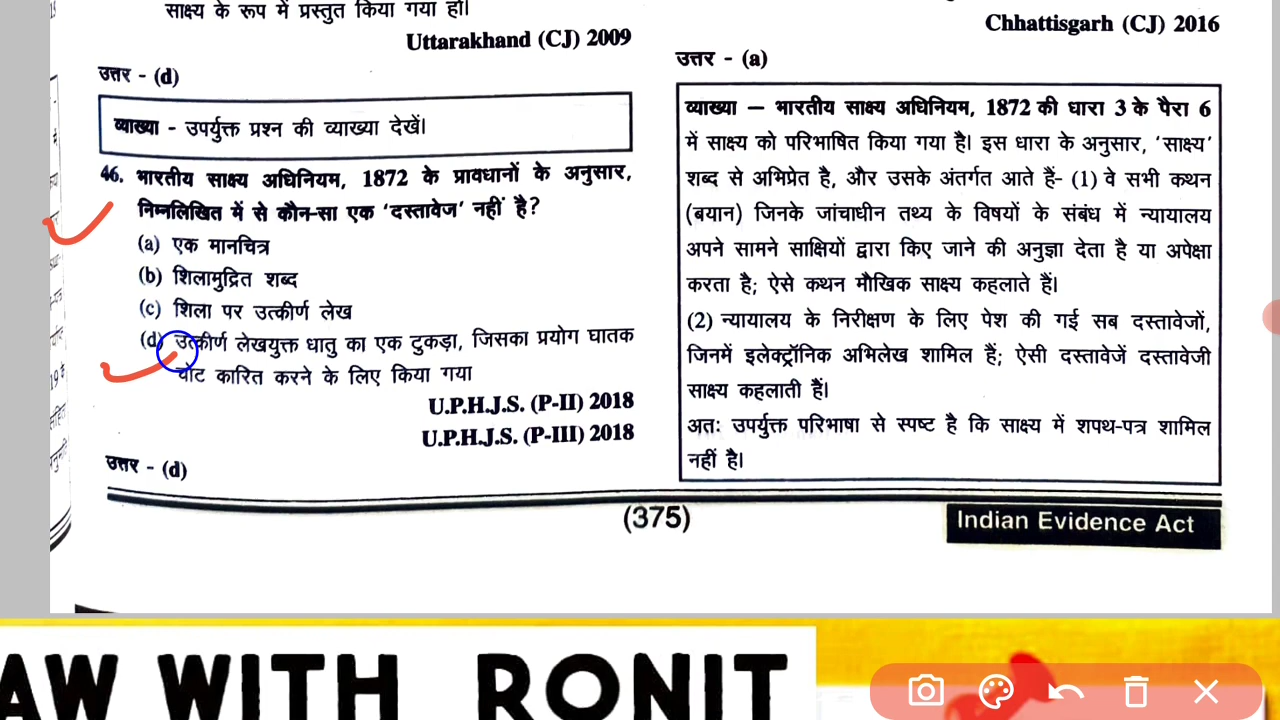 साक्ष्य के रूप में प्रस्तुत किया गया हो।
Uttarakhand (CJ) 2009
उत्तर - (d)
व्याख्या - उपर्युक्त प्रश्न की व्याख्या देखें।
46. भारतीय साक्ष्य अधिनियम, 1872 के प्रावधानों के अनुसार,
निम्नलिखित में से कौन-सा एक 'दस्तावेज' नहीं है?
(a) एक मानचित्र
(b) शिलामुद्रित शब्द
(c) शिला पर उत्कीर्ण लेख
(d) उत्कीर्ण लेखयुक्त धातु का एक टुकड़ा, जिसका प्रयोग घातक
चोट कारित करने के लिए किया गया
U.P.H.J.S. (P-II) 2018
U.P.H.J.S. (P-III) 2018
उत्तर - (d)
Chhattisgarh (CJ) 2016
उत्तर - (a)
व्याख्या – भारतीय साक्ष्य अधिनियम, 1872 की धारा 3 के पैरा 6
में साक्ष्य को परिभाषित किया गया है। इस धारा के अनुसार, 'साक्ष्य'
शब्द से अभिप्रेत है, और उसके अंतर्गत आते हैं- (1) वे सभी कथन
(बयान) जिनके जांचाधीन तथ्य के विषयों के संबंध में न्यायालय
अपने सामने साक्षियों द्वारा किए जाने की अनुज्ञा देता है या अपेक्षा
करता है; ऐसे कथन मौखिक साक्ष्य कहलाते हैं।
(2) न्यायालय के निरीक्षण के लिए पेश की गई सब दस्तावेजों,
जिनमें इलेक्ट्रॉनिक अभिलेख शामिल हैं; ऐसी दस्तावेजें दस्तावेजी
साक्ष्य कहलाती हैं।
अतः उपर्युक्त परिभाषा से स्पष्ट है कि साक्ष्य में शपथ-पत्र शामिल
नहीं है।
(375)
Indian Evidence Act
AW WITH RONIT